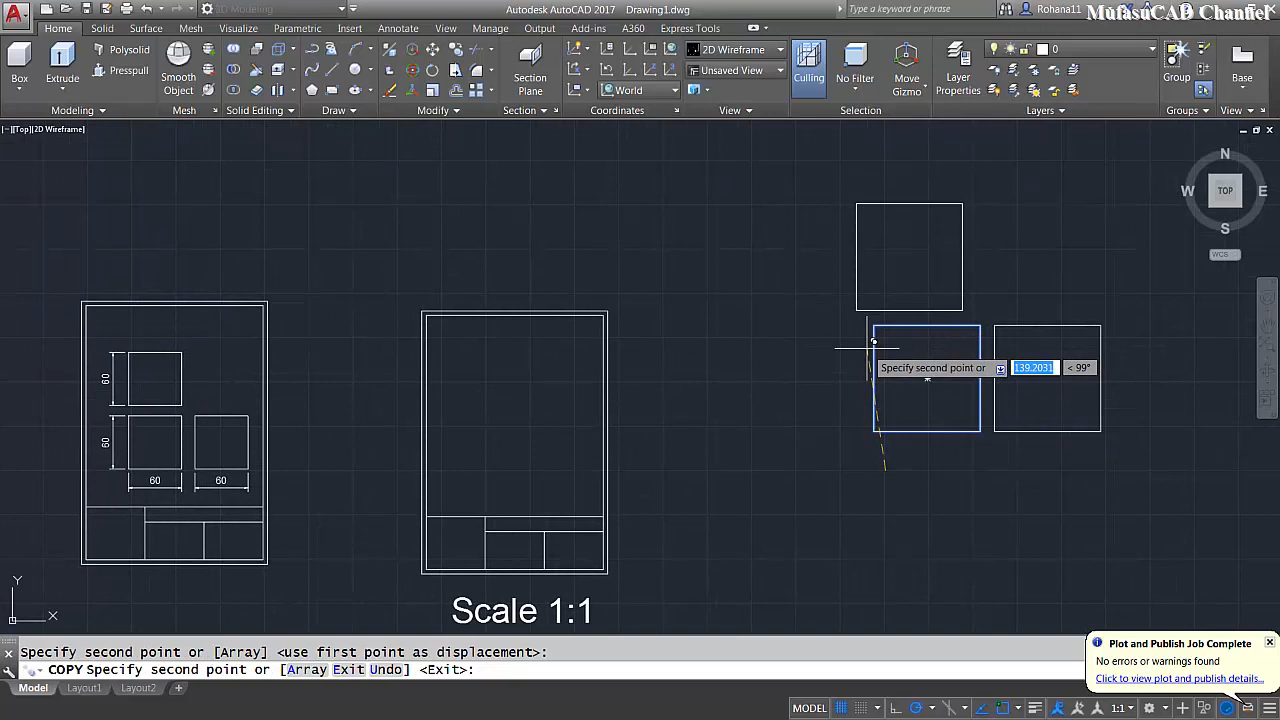 Autodesk AutoCAD 2017 Drawing1.dwg
3D Modeling
Type a keyword or phrase
Rohana11
MufasuCAD Channel
Home Solid Surface Mesh Visualize Parametric Insert Annotate View Manage Output Add-ins A360 Express Tools
Box
Extrude
Polysolid
Presspull
Smooth Object
Section Plane
World
2D Wireframe
Unsaved View
Culling
No Filter
Move Gizmo
Layer Properties
0
Group
Base
Modeling
Mesh
Solid Editing
Draw
Modify
Section
Coordinates
View
Selection
Layers
Groups
View
[−][Top][2D Wireframe]
N
W
TOP
E
S
WCS
60
60
60
60
Scale 1:1
Specify second point or
139.2031
< 99°
Y
X
Specify second point or [Array] <use first point as displacement>:
COPY Specify second point or [Array Exit Undo] <Exit>:
Plot and Publish Job Complete
No errors or warnings found
Click to view plot and publish details...
Model Layout1 Layout2 +
MODEL
1:1